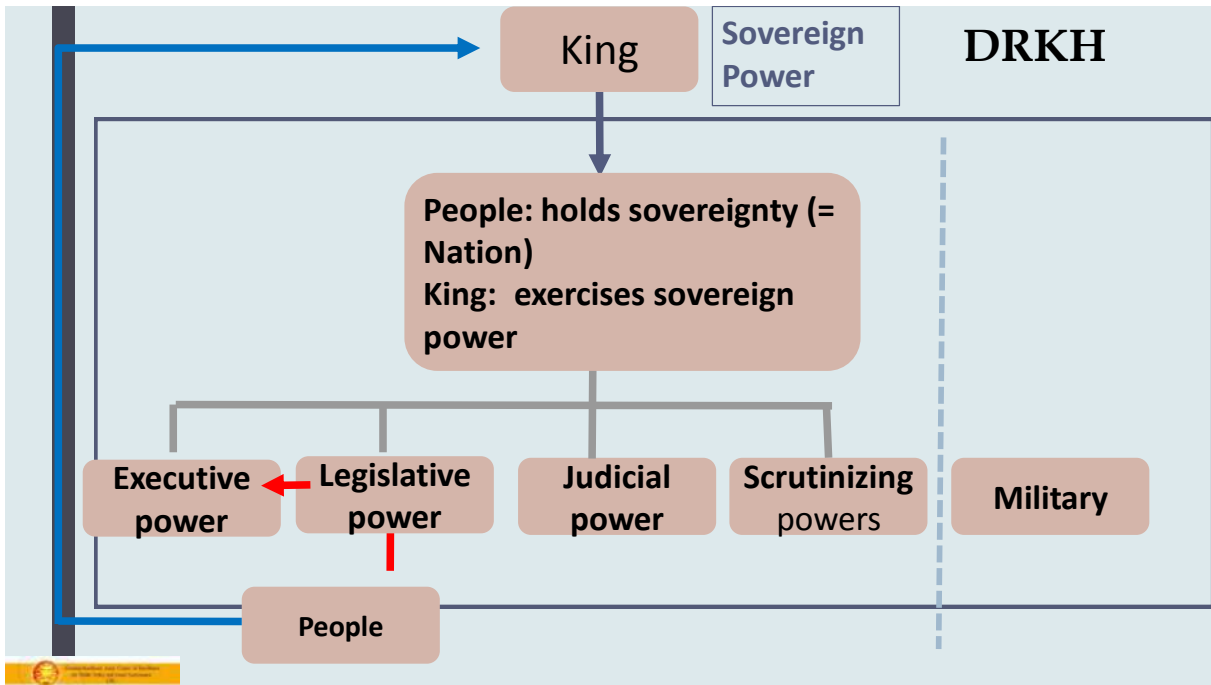 King
Sovereign
Power
DRKH
People: holds sovereignty (=
Nation)
King: exercises sovereign
power
Executive
power
Legislative
power
Judicial
power
Scrutinizing
powers
Military
People